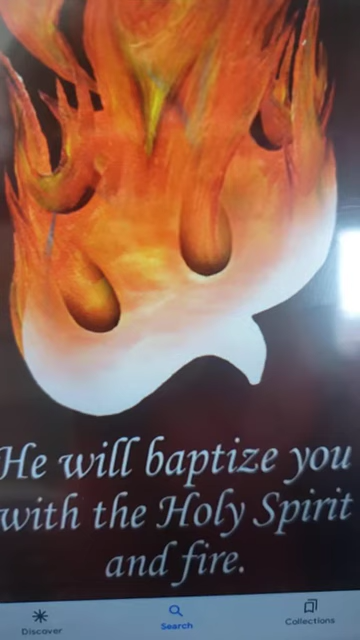 He will baptize you
with the Holy Spirit
and fire.
Discover
Search
Collections